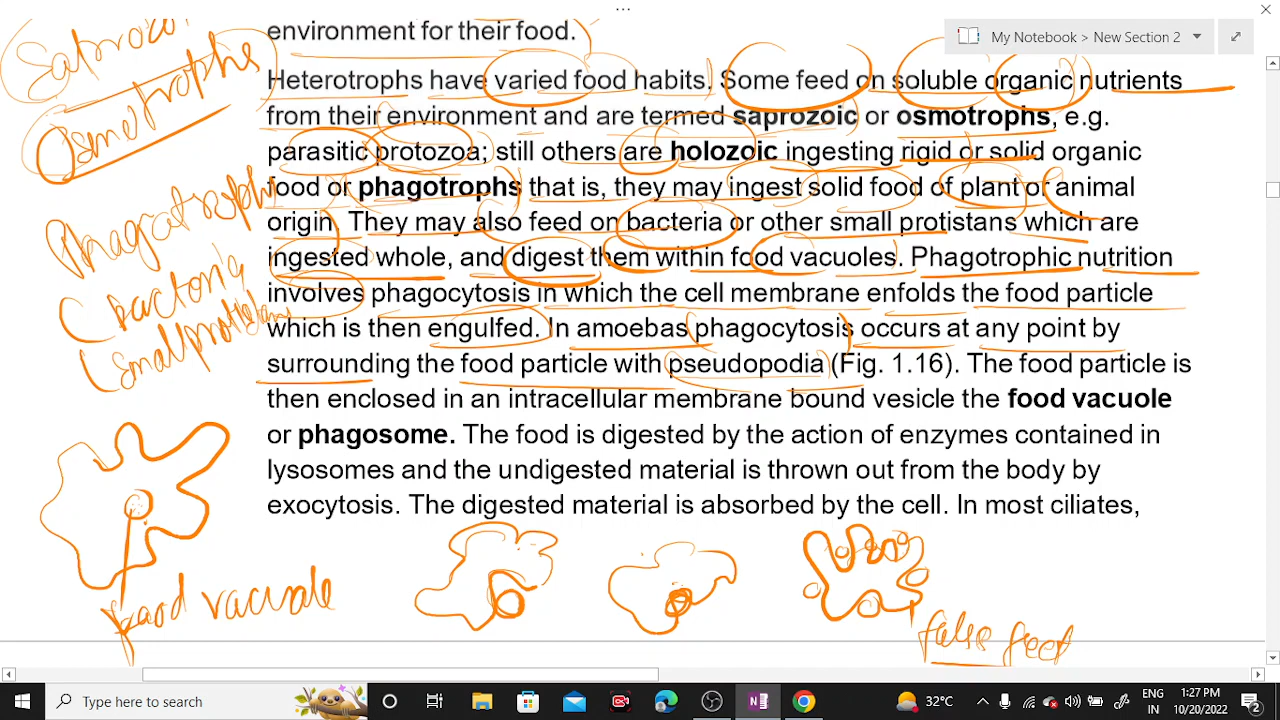 My Notebook > New Section 2
environment for their food.
Heterotrophs have varied food habits. Some feed on soluble organic nutrients
from their environment and are termed saprozoic or osmotrophs, e.g.
parasitic protozoa; still others are holozoic ingesting rigid or solid organic
food or phagotrophs that is, they may ingest solid food of plant or animal
origin. They may also feed on bacteria or other small protistans which are
ingested whole, and digest them within food vacuoles. Phagotrophic nutrition
involves phagocytosis in which the cell membrane enfolds the food particle
which is then engulfed. In amoebas phagocytosis occurs at any point by
surrounding the food particle with pseudopodia (Fig. 1.16). The food particle is
then enclosed in an intracellular membrane bound vesicle the food vacuole
or phagosome. The food is digested by the action of enzymes contained in
lysosomes and the undigested material is thrown out from the body by
exocytosis. The digested material is absorbed by the cell. In most ciliates,
Osmotrophs
bacteria
food vacuole
false feet
Type here to search
32°C
ENG
IN
1:27 PM
10/20/2022
2